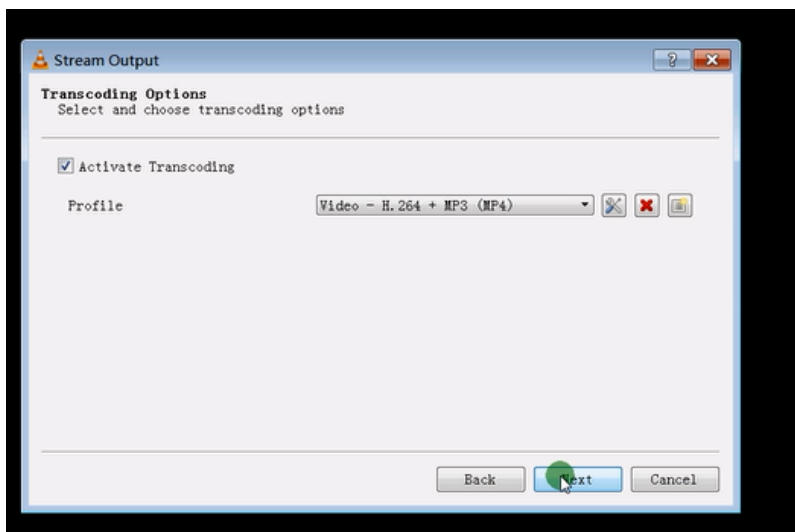 Stream Output
Transcoding Options
Select and choose transcoding options
Activate Transcoding
Profile
Video - H.264 + MP3 (MP4)
Back
Next
Cancel